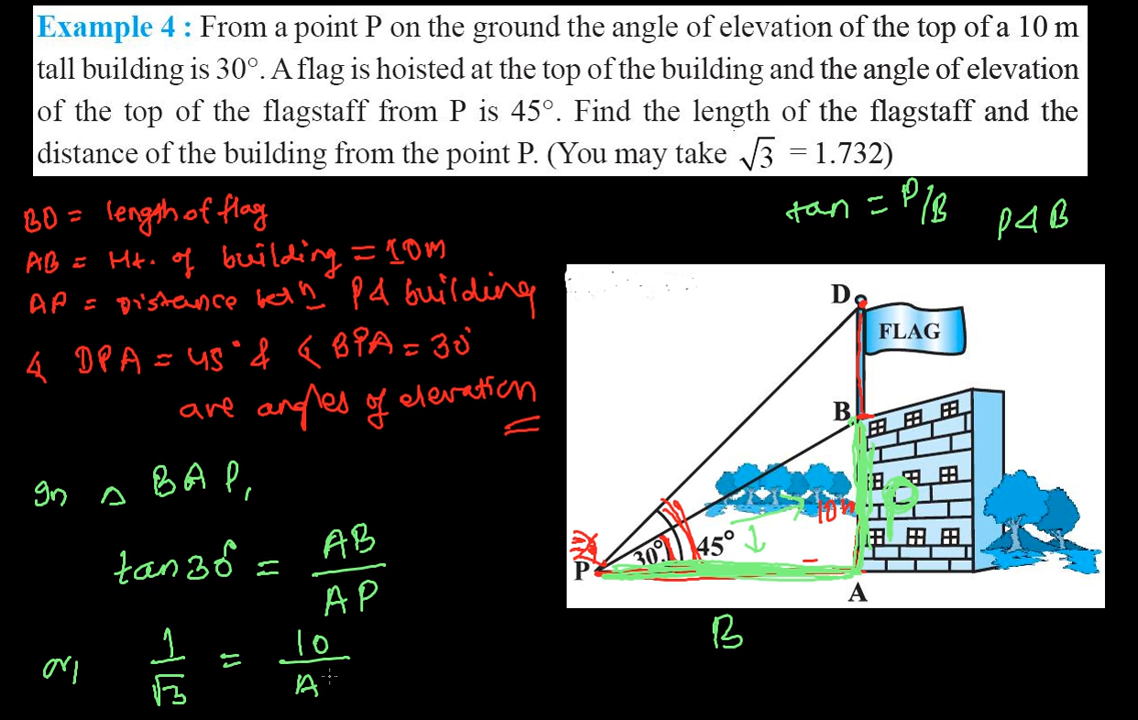 Example 4 : From a point P on the ground the angle of elevation of the top of a 10 m
tall building is 30°. A flag is hoisted at the top of the building and the angle of elevation
of the top of the flagstaff from P is 45°. Find the length of the flagstaff and the
distance of the building from the point P. (You may take √3 = 1.732)
tan = P/B P & B
BD = length of flag
AB = Ht. of building = 10m
AP = Distance betn P & building
∠ DPA = 45° & ∠ BPA = 30°
are angles of elevation
In △ BAP,
tan30° = AB/AP
or, 1/√3 = 10/A
D
FLAG
B
P
10m
30° 45°
P
A
B